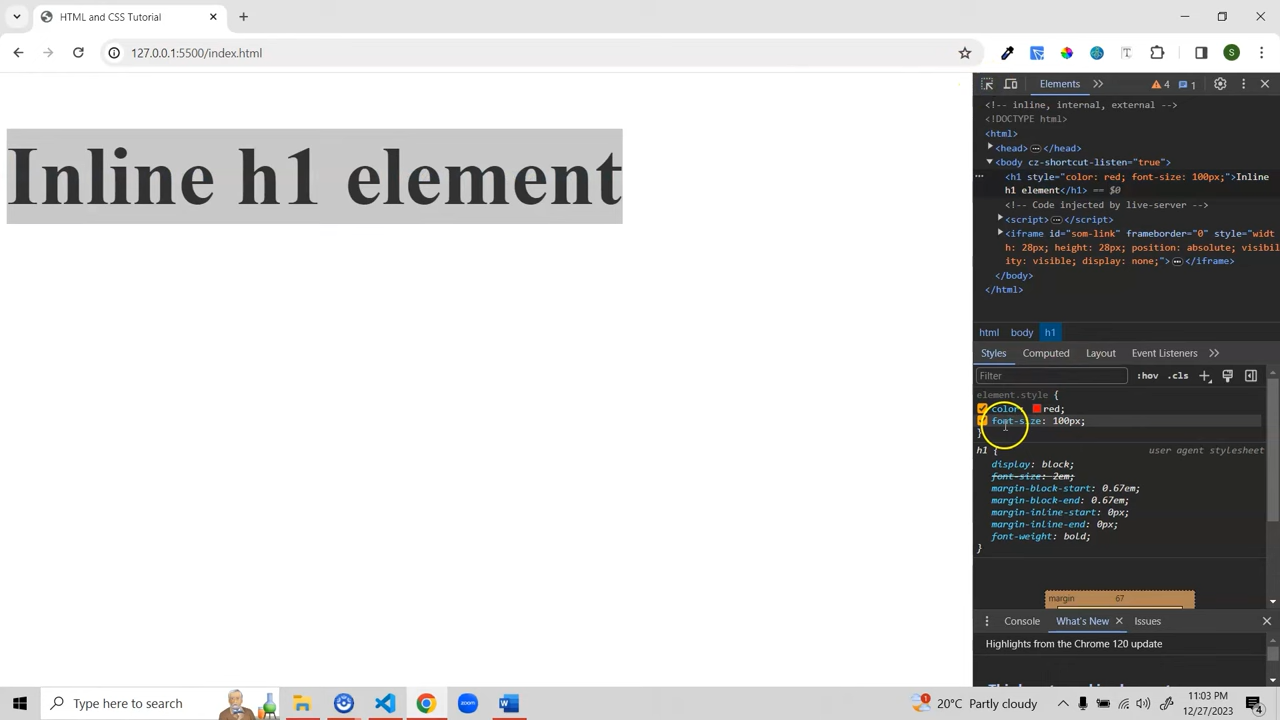 HTML and CSS Tutorial
127.0.0.1:5500/index.html
S
Inline h1 element
Elements
4
1
<!-- inline, internal, external -->
<!DOCTYPE html>
<html>
<head> … </head>
<body cz-shortcut-listen="true">
<h1 style="color: red; font-size: 100px;">Inline
h1 element</h1> == $0
<!-- Code injected by live-server -->
<script> … </script>
<iframe id="som-link" frameborder="0" style="widt
h: 28px; height: 28px; position: absolute; visibil
ity: visible; display: none;"> … </iframe>
</body>
</html>
html body h1
Styles Computed Layout Event Listeners
Filter
:hov .cls
element.style {
color: red;
font-size: 100px;
}
h1 {
user agent stylesheet
display: block;
font-size: 2em;
margin-block-start: 0.67em;
margin-block-end: 0.67em;
margin-inline-start: 0px;
margin-inline-end: 0px;
font-weight: bold;
}
margin 67
Console What's New Issues
Highlights from the Chrome 120 update
Type here to search
1
20°C Partly cloudy
11:03 PM
12/27/2023
4